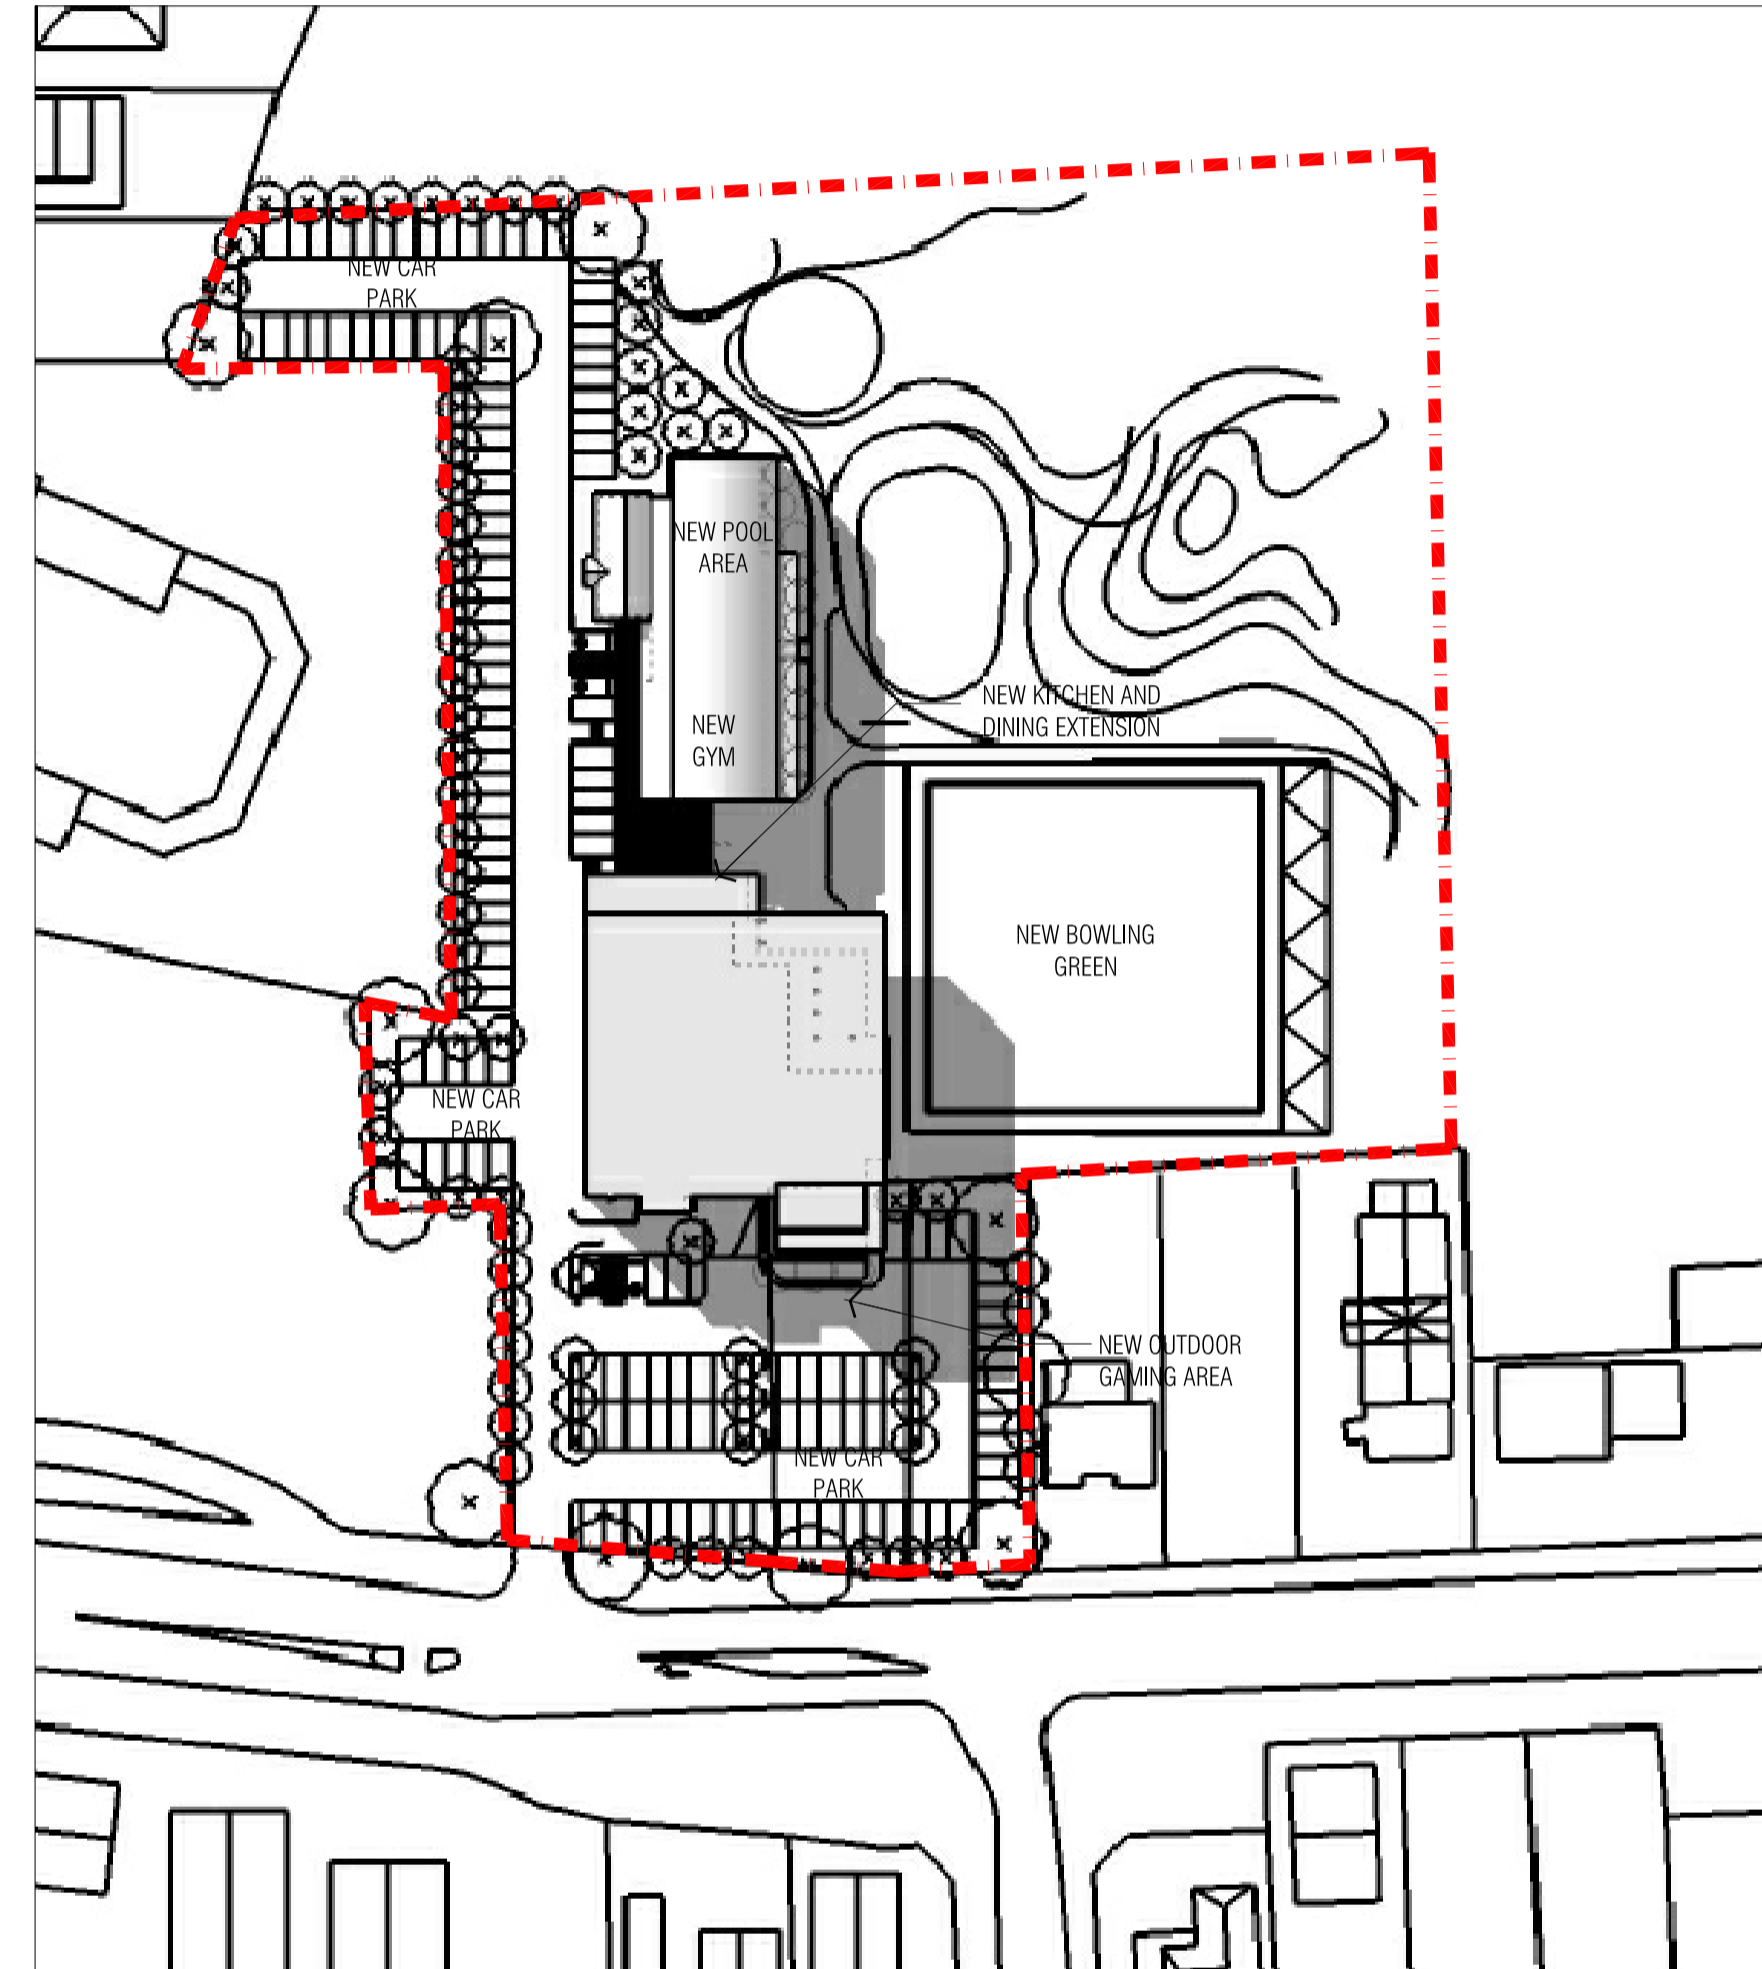 NEW CAR
PARK
NEW POOL
AREA
NEW
GYM
NEW KITCHEN AND
DINING EXTENSION
NEW BOWLING
GREEN
NEW CAR
PARK
NEW OUTDOOR
GAMING AREA
NEW CAR
PARK